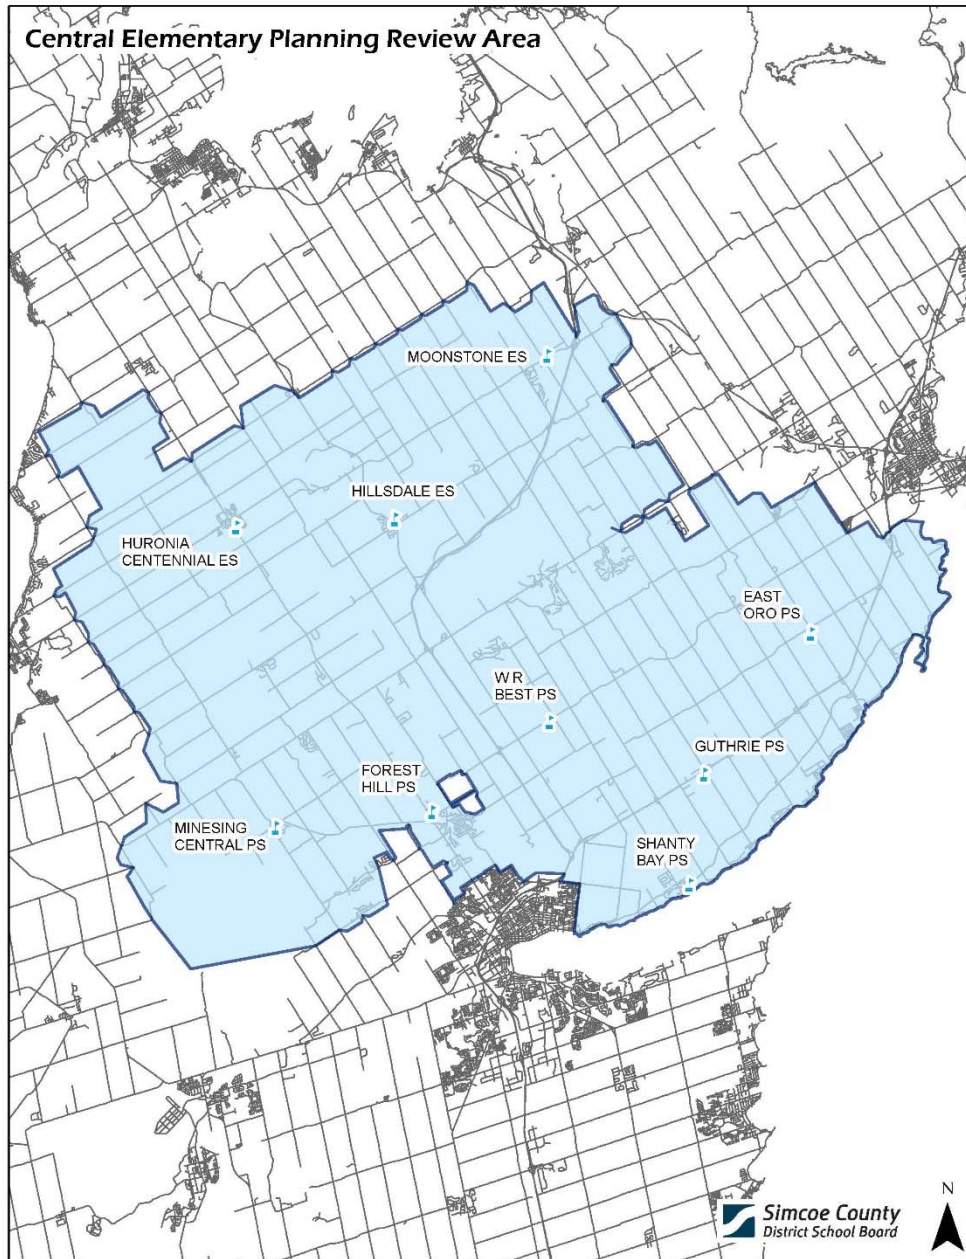 Central Elementary Planning Review Area
MOONSTONE ES
HILLSDALE ES
HURONIA
CENTENNIAL ES
EAST
ORO PS
W R
BEST PS
GUTHRIE PS
FOREST
HILL PS
MINESING
CENTRAL PS
SHANTY
BAY PS
N
Simcoe County
District School Board